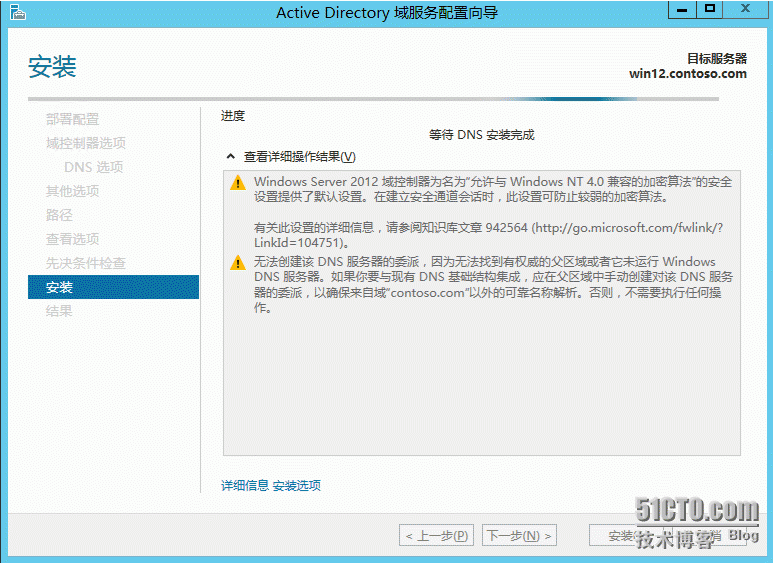 Active Directory 域服务配置向导
安装
目标服务器
win12.contoso.com
部署配置
域控制器选项
DNS 选项
其他选项
路径
查看选项
先决条件检查
安装
结果
进度
等待 DNS 安装完成
查看详细操作结果(V)
Windows Server 2012 域控制器为名为"允许与 Windows NT 4.0 兼容的加密算法"的安全
设置提供了默认设置。在建立安全通道会话时，此设置可防止较弱的加密算法。
有关此设置的详细信息，请参阅知识库文章 942564 (http://go.microsoft.com/fwlink/?
LinkId=104751)。
无法创建该 DNS 服务器的委派，因为无法找到有权威的父区域或者它未运行 Windows
DNS 服务器。如果你要与现有 DNS 基础结构集成，应在父区域中手动创建对该 DNS 服务
器的委派，以确保来自域"contoso.com"以外的可靠名称解析。否则，不需要执行任何操
作。
详细信息 安装选项
< 上一步(P)
下一步(N) >
安装
51CTO.com
技术博客 Blog